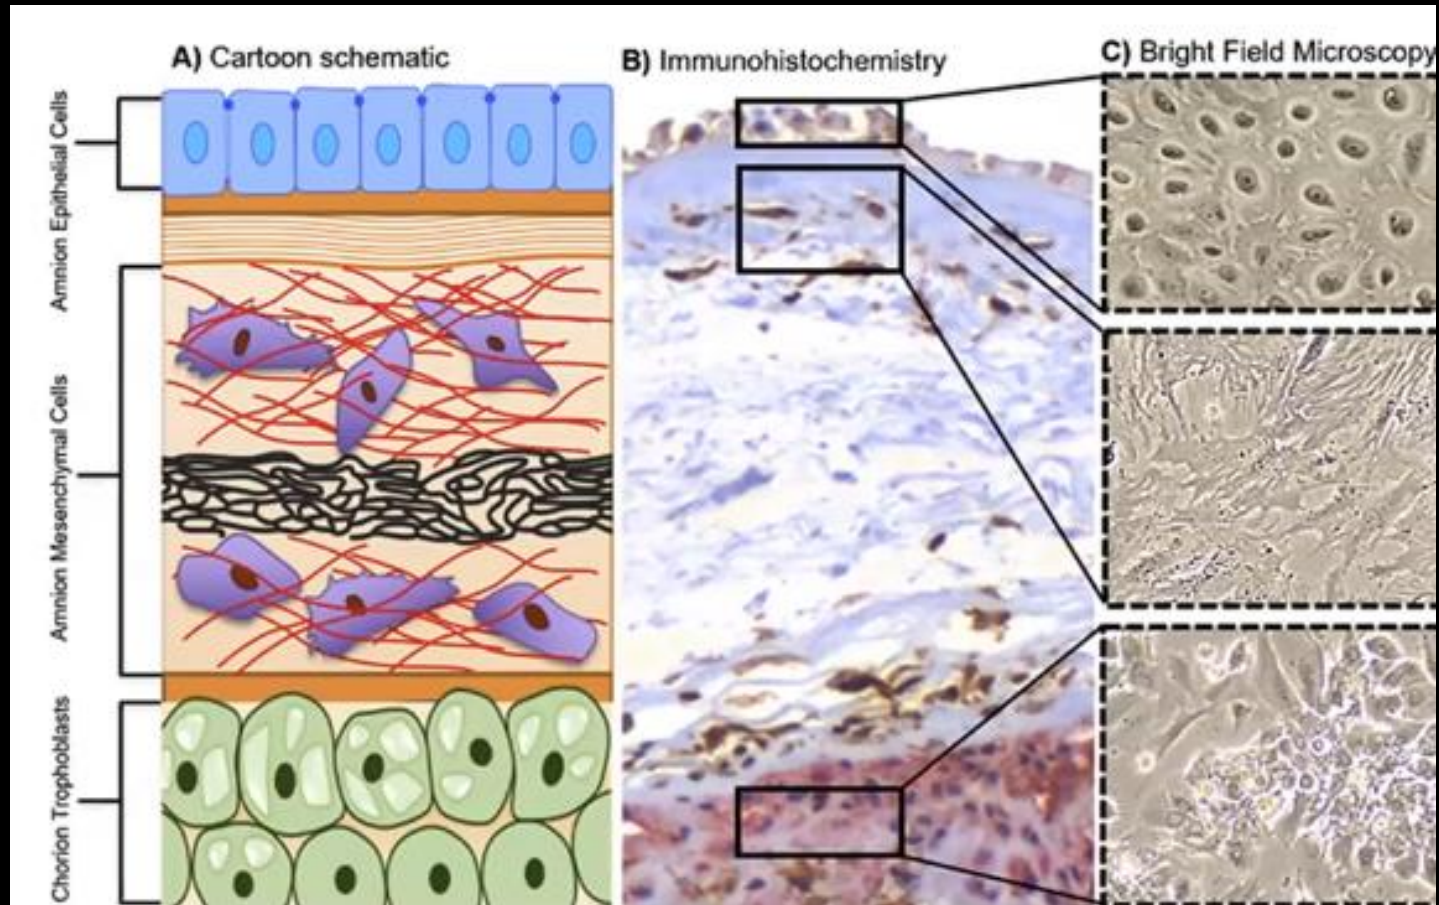 A) Cartoon schematic
B) Immunohistochemistry
C) Bright Field Microscopy
Amnion Epithelial Cells
Amnion Mesenchymal Cells
Chorion Trophoblasts